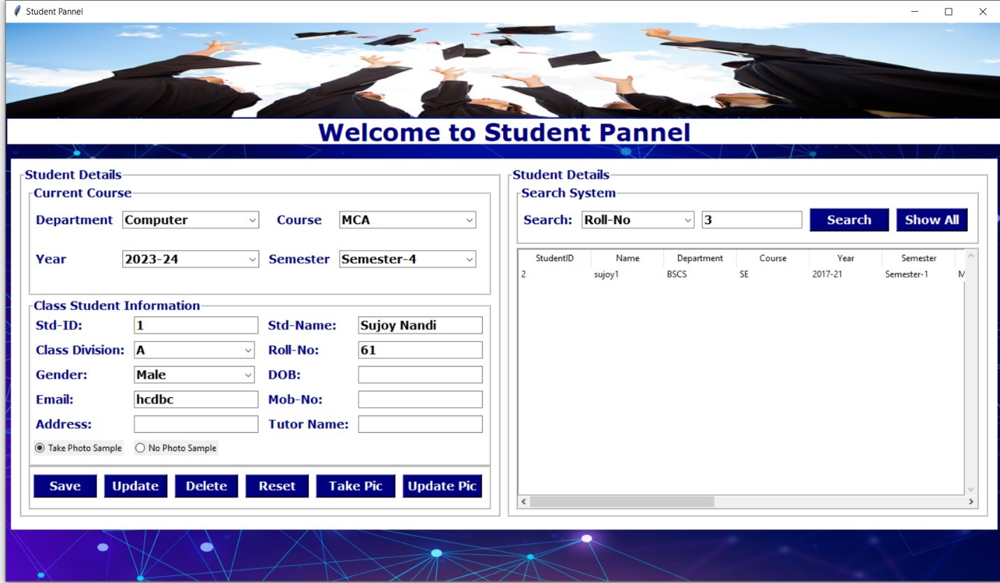 Student Pannel
Welcome to Student Pannel
Student Details
Current Course
Department Computer Course MCA
Year 2023-24 Semester Semester-4
Class Student Information
Std-ID: 1 Std-Name: Sujoy Nandi
Class Division: A Roll-No: 61
Gender: Male DOB:
Email: hcdbc Mob-No:
Address: Tutor Name:
Take Photo Sample No Photo Sample
Save Update Delete Reset Take Pic Update Pic
Student Details
Search System
Search: Roll-No 3 Search Show All
StudentID Name Department Course Year Semester
2 sujoy1 BSCS SE 2017-21 Semester-1 M